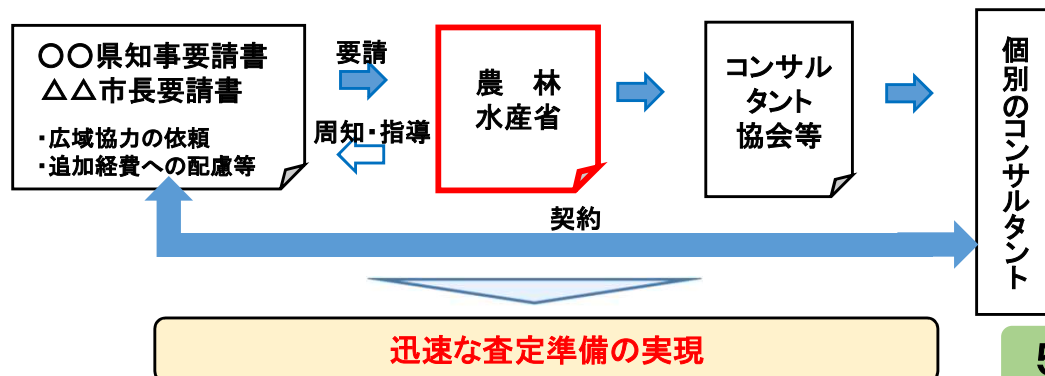 〇〇県知事要請書
△△市長要請書
・広域協力の依頼
・追加経費への配慮等
要請
周知・指導
農　林
水産省
コンサル
タント
協会等
個別のコンサルタント
契約
迅速な査定準備の実現
5